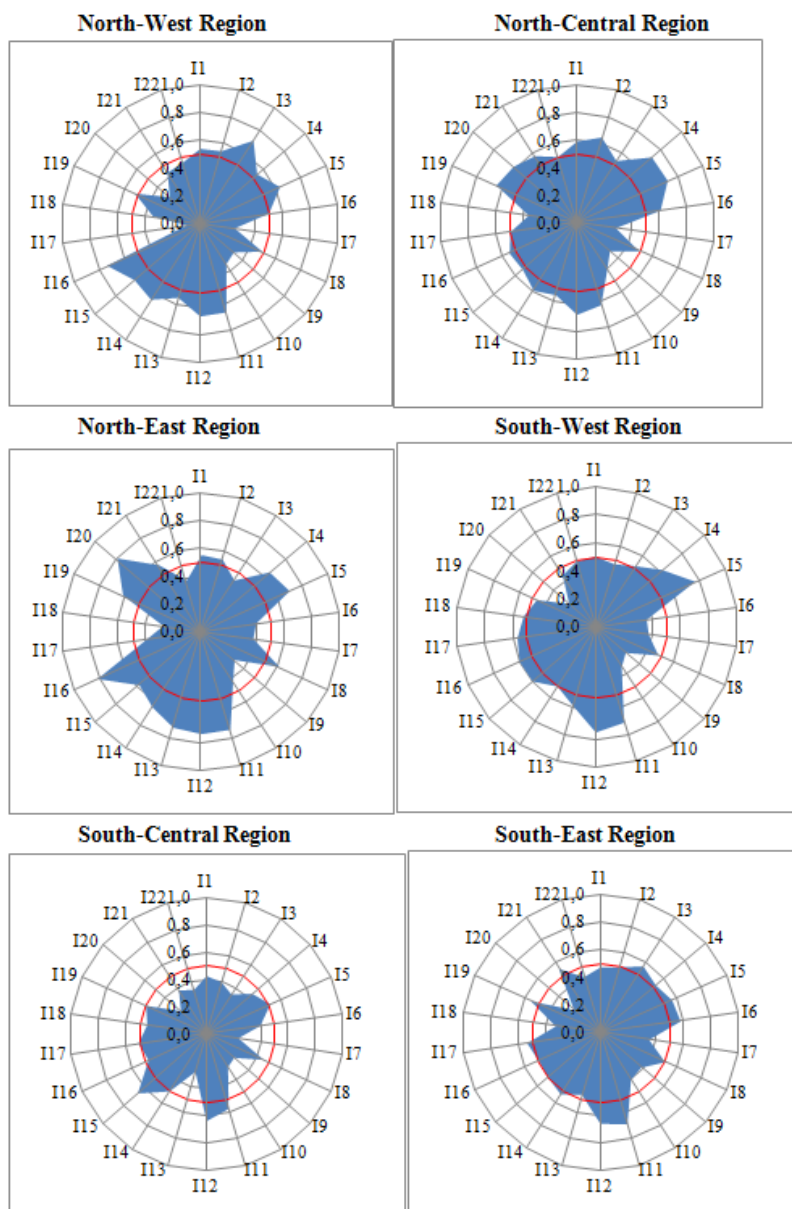 North-West Region
I1
I2
I3
I4
I5
I6
I7
I8
I9
I10
I11
I12
I13
I14
I15
I16
I17
I18
I19
I20
I21
I22
1,0
0,8
0,6
0,4
0,2
0,0
North-Central Region
I1
I2
I3
I4
I5
I6
I7
I8
I9
I10
I11
I12
I13
I14
I15
I16
I17
I18
I19
I20
I21
I22
1,0
0,8
0,6
0,4
0,2
0,0
North-East Region
I1
I2
I3
I4
I5
I6
I7
I8
I9
I10
I11
I12
I13
I14
I15
I16
I17
I18
I19
I20
I21
I22
1,0
0,8
0,6
0,4
0,2
0,0
South-West Region
I1
I2
I3
I4
I5
I6
I7
I8
I9
I10
I11
I12
I13
I14
I15
I16
I17
I18
I19
I20
I21
I22
1,0
0,8
0,6
0,4
0,2
0,0
South-Central Region
I1
I2
I3
I4
I5
I6
I7
I8
I9
I10
I11
I12
I13
I14
I15
I16
I17
I18
I19
I20
I21
I22
1,0
0,8
0,6
0,4
0,2
0,0
South-East Region
I1
I2
I3
I4
I5
I6
I7
I8
I9
I10
I11
I12
I13
I14
I15
I16
I17
I18
I19
I20
I21
I22
1,0
0,8
0,6
0,4
0,2
0,0